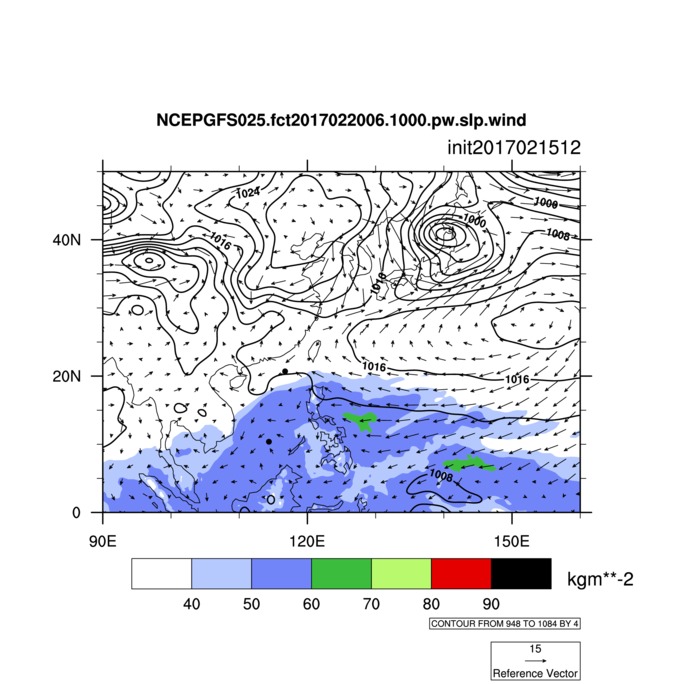 NCEPGFS025.fct2017022006.1000.pw.slp.wind
init2017021512
1024
1016
1000
1000
1008
40N
1016
20N
1016
1016
1008
0
90E
120E
150E
40
50
60
70
80
90
kgm**-2
CONTOUR FROM 948 TO 1084 BY 4
15
Reference Vector